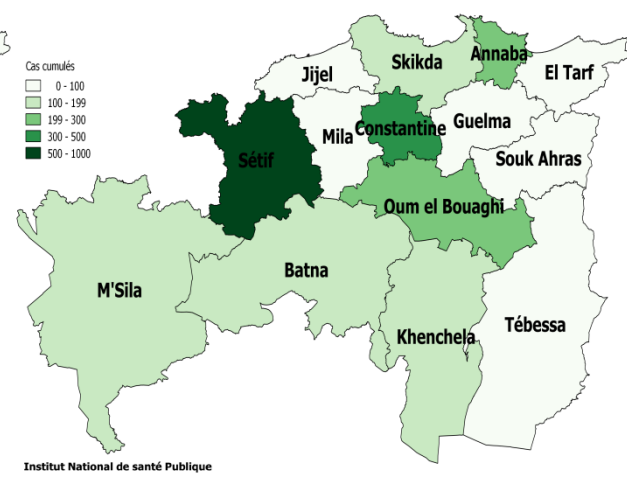 Cas cumulés
0 - 100
100 - 199
199 - 300
300 - 500
500 - 1000
Jijel
Skikda
Annaba
El Tarf
Sétif
Mila
Constantine
Guelma
Souk Ahras
Oum el Bouaghi
M'Sila
Batna
Khenchela
Tébessa
Institut National de santé Publique